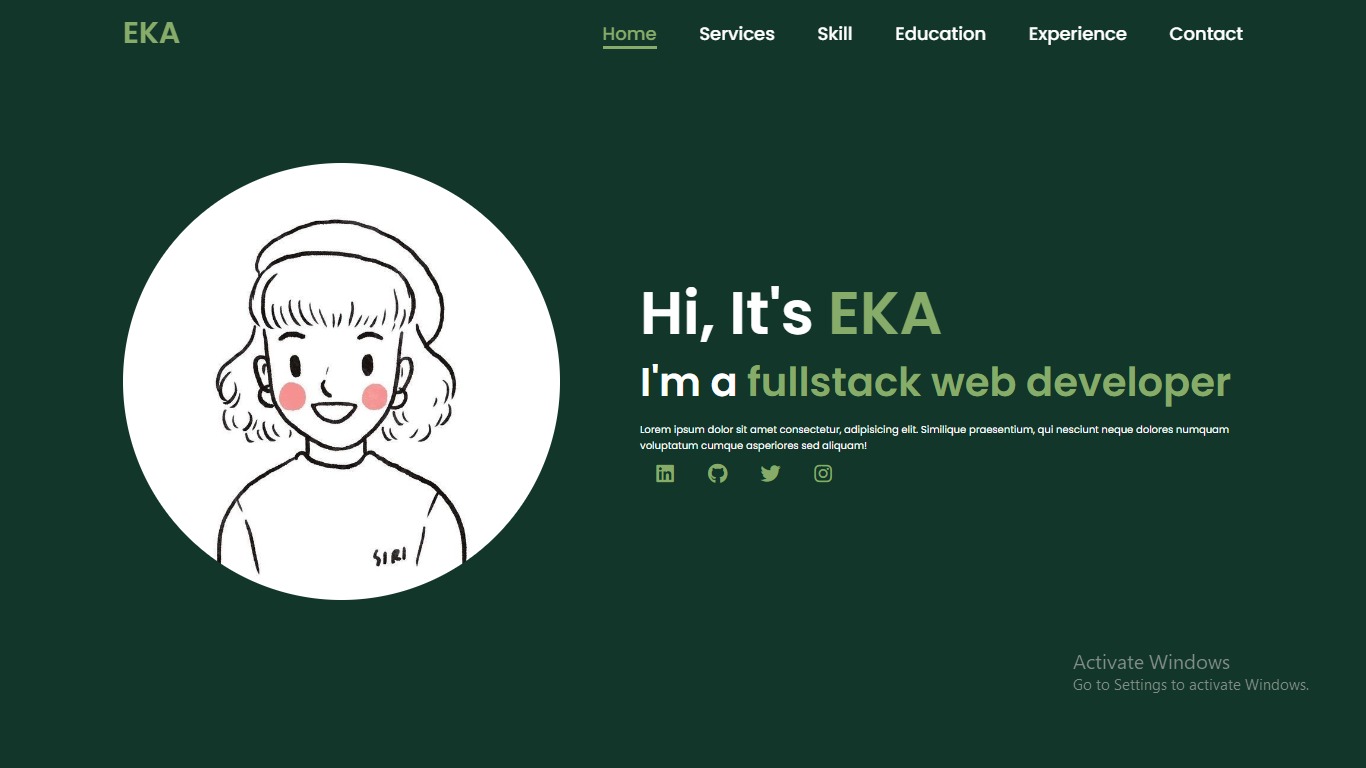 EKA
Home Services Skill Education Experience Contact
Hi, It's EKA
I'm a fullstack web developer
Lorem ipsum dolor sit amet consectetur, adipisicing elit. Similique praesentium, qui nesciunt neque dolores numquam
voluptatum cumque asperiores sed aliquam!
SIRI
Activate Windows
Go to Settings to activate Windows.